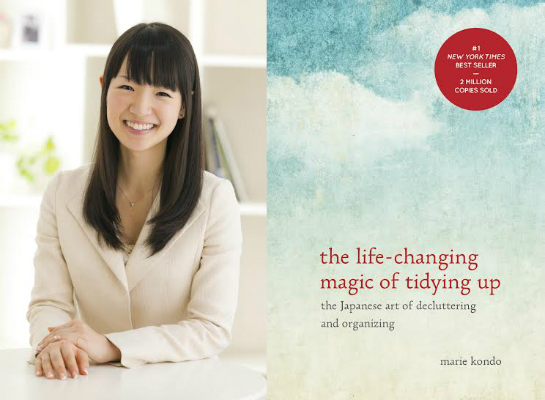 #1
NEW YORK TIMES
BEST SELLER
—
2 MILLION
COPIES SOLD
the life-changing
magic of tidying up
the Japanese art of decluttering
and organizing
marie kondo